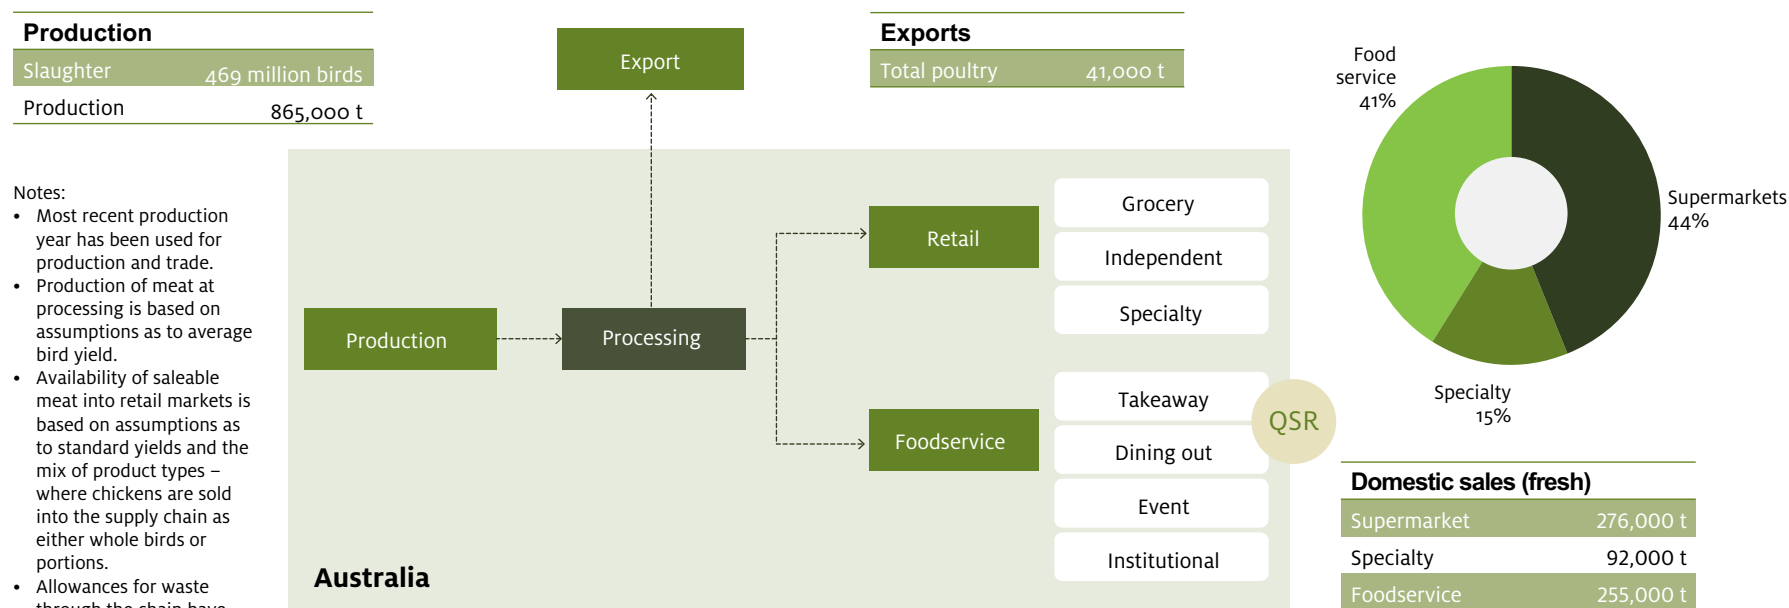 Production
Slaughter 469 million birds
Production 865,000 t
Notes:
• Most recent production
year has been used for
production and trade.
• Production of meat at
processing is based on
assumptions as to average
bird yield.
• Availability of saleable
meat into retail markets is
based on assumptions as
to standard yields and the
mix of product types –
where chickens are sold
into the supply chain as
either whole birds or
portions.
• Allowances for waste
through the chain have
Export
Production
Processing
Retail
Foodservice
Grocery
Independent
Specialty
Takeaway
Dining out
Event
Institutional
QSR
Australia
Exports
Total poultry 41,000 t
Food
service
41%
Supermarkets
44%
Specialty
15%
Domestic sales (fresh)
Supermarket 276,000 t
Specialty 92,000 t
Foodservice 255,000 t